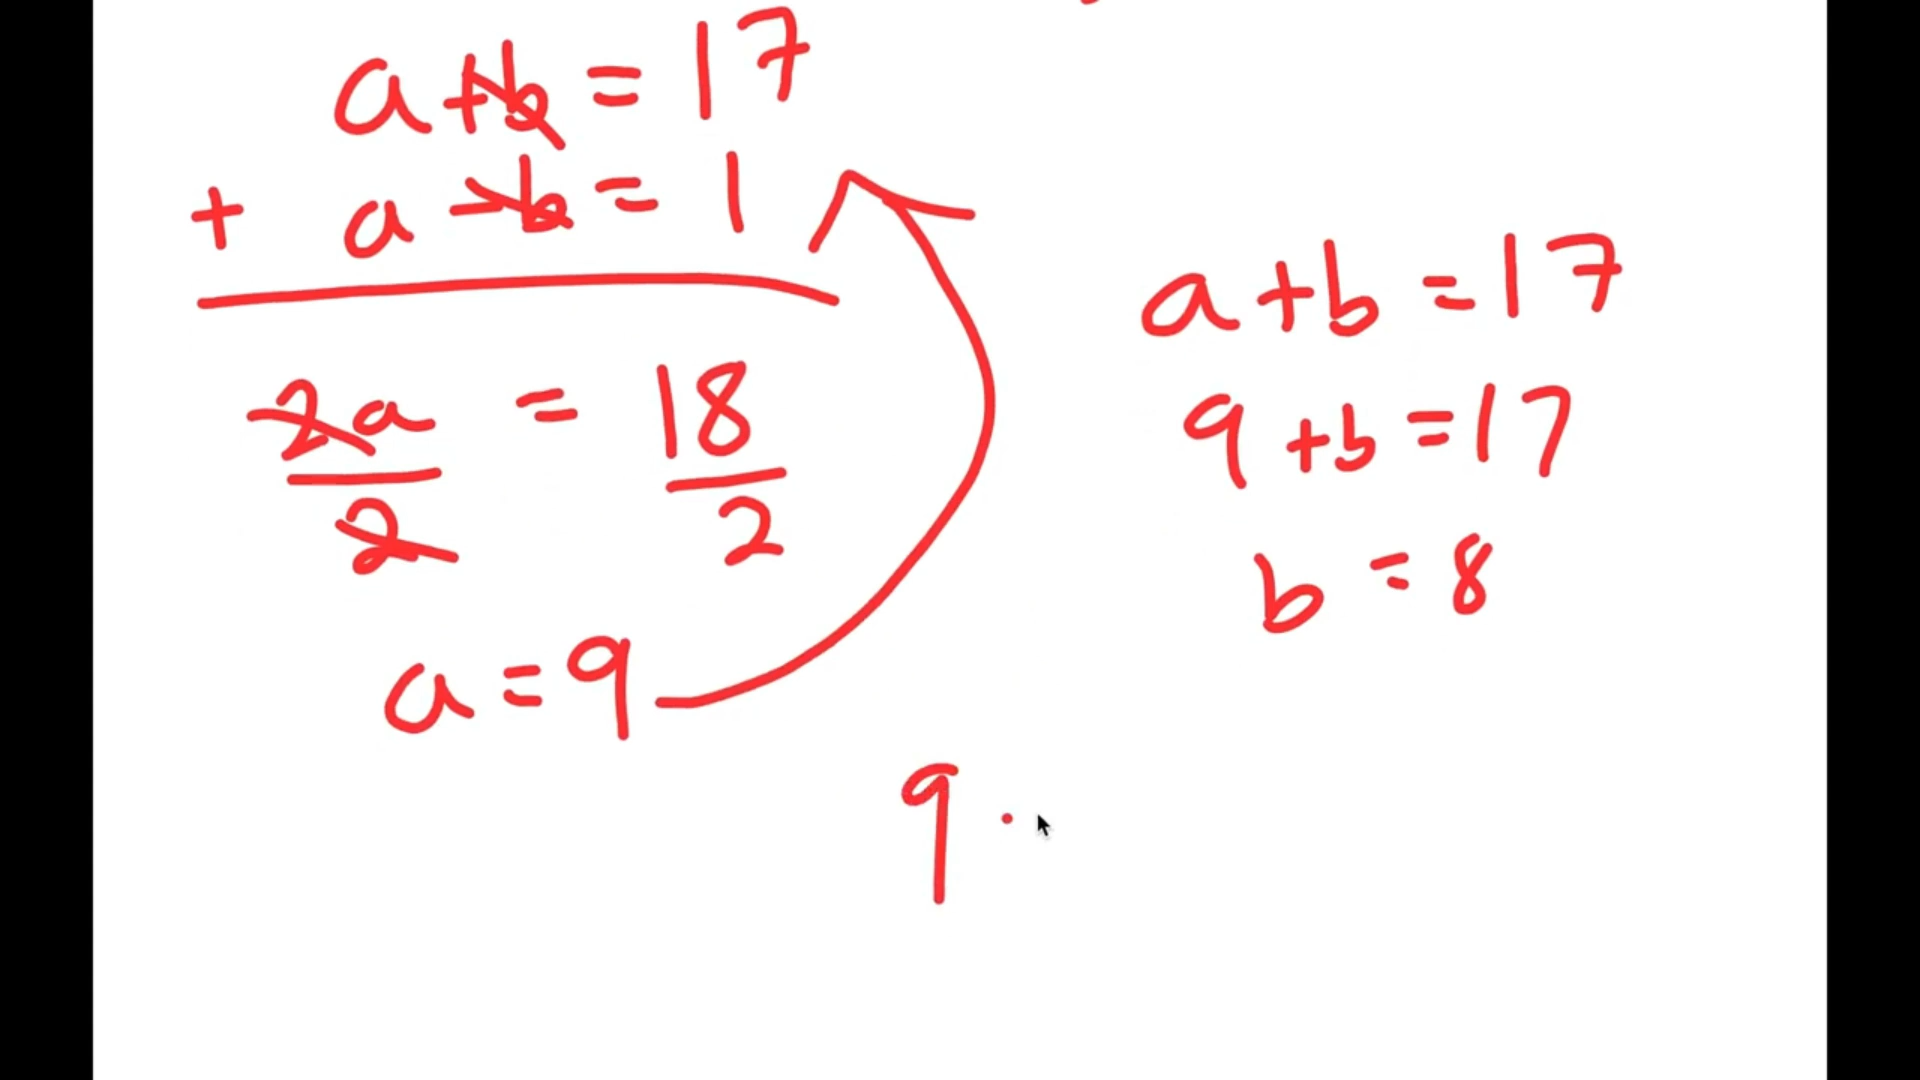 a+b = 17
+ a-b = 1
2a = 18
2 2
a = 9
a+b = 17
9+b = 17
b = 8
9 ·